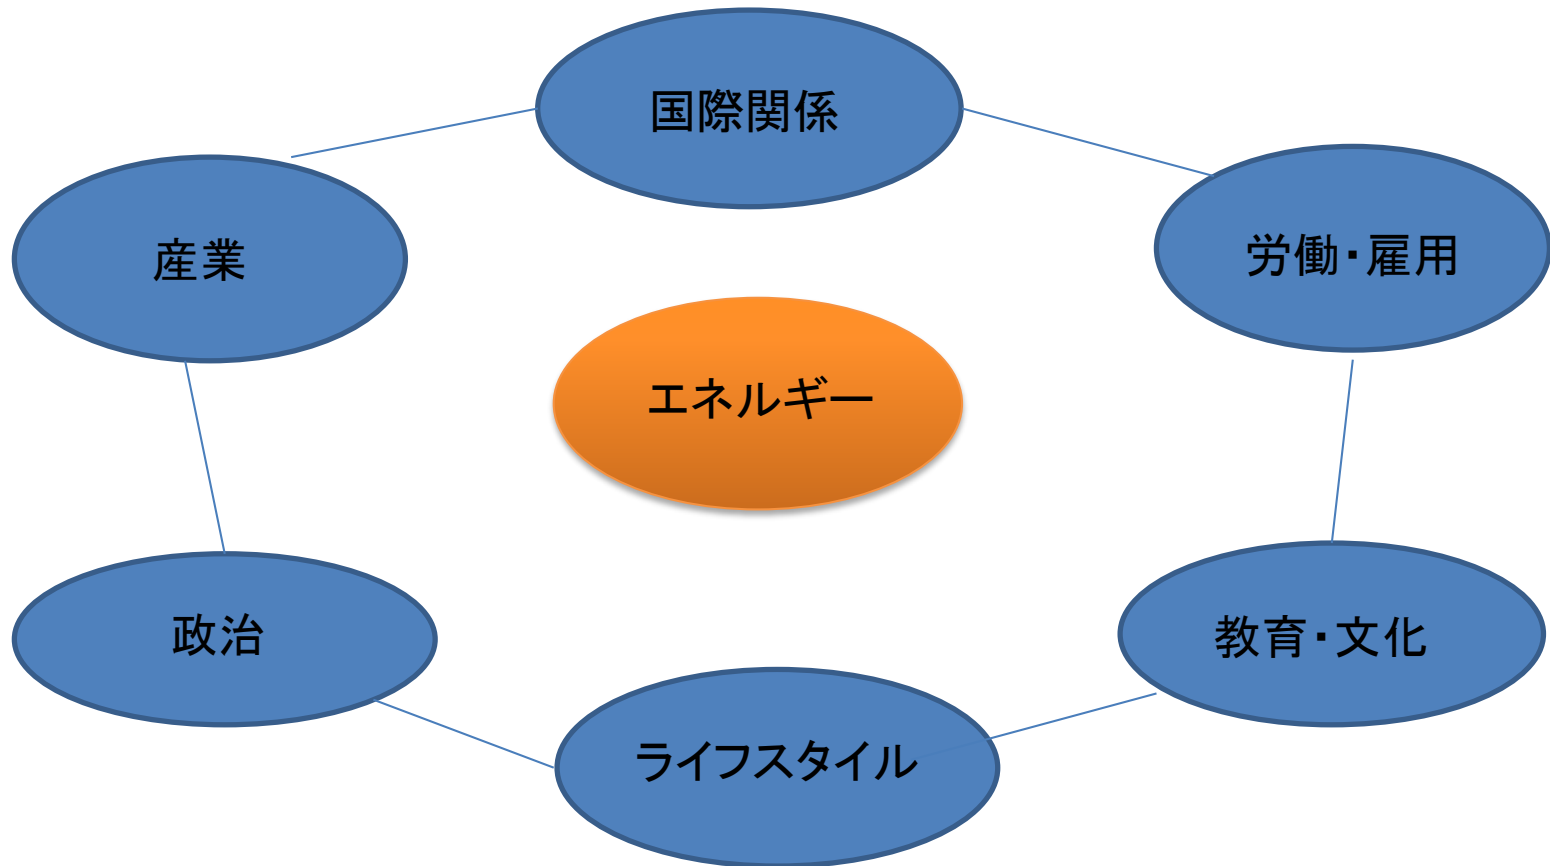 国際関係
産業
労働・雇用
エネルギー
政治
教育・文化
ライフスタイル